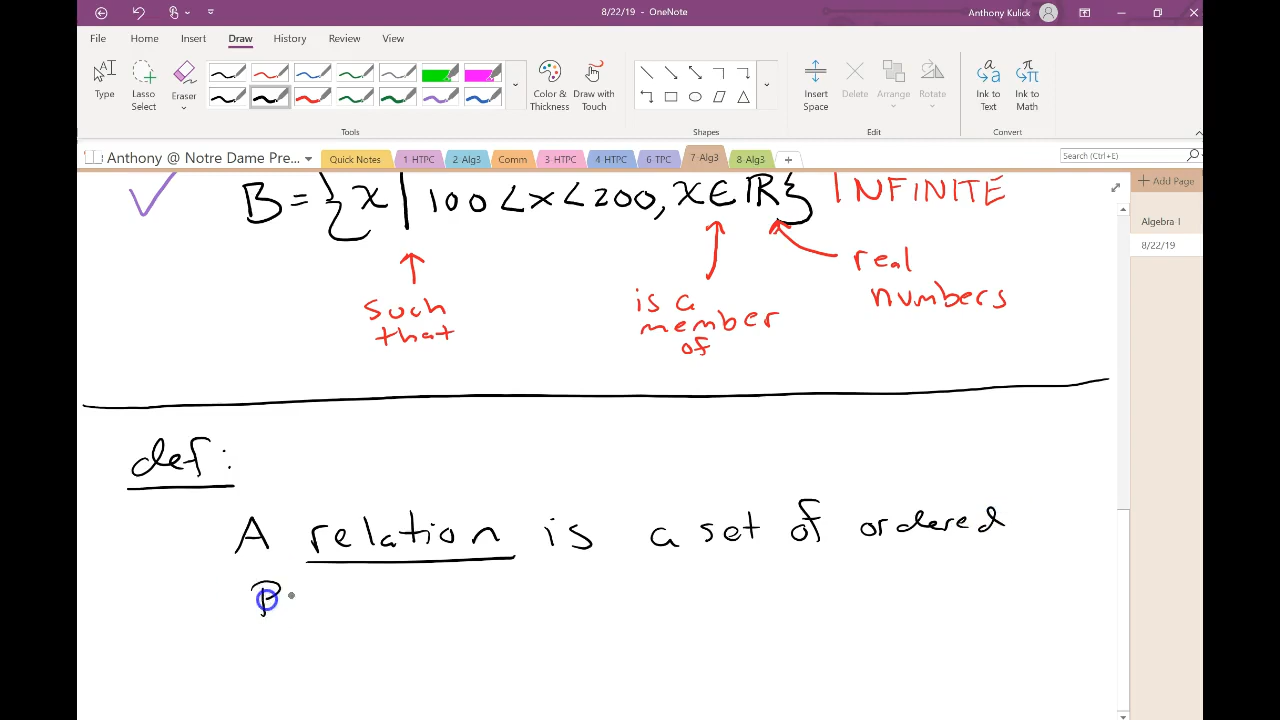 8/22/19 - OneNote
Anthony Kulick
File Home Insert Draw History Review View
Type
Lasso Select
Eraser
Color & Thickness
Draw with Touch
Insert Space
Delete
Arrange
Rotate
Ink to Text
Ink to Math
Tools
Shapes
Edit
Convert
Anthony @ Notre Dame Pre...
Quick Notes
1 HTPC
2 Alg3
Comm
3 HTPC
4 HTPC
6 TPC
7 Alg3
8 Alg3
Search (Ctrl+E)
Add Page
Algebra I
8/22/19
B = {x | 100 < x < 200, x ∈ ℝ} INFINITE
such
that
is a
member
of
real
numbers
def:
A relation is a set of ordered
P